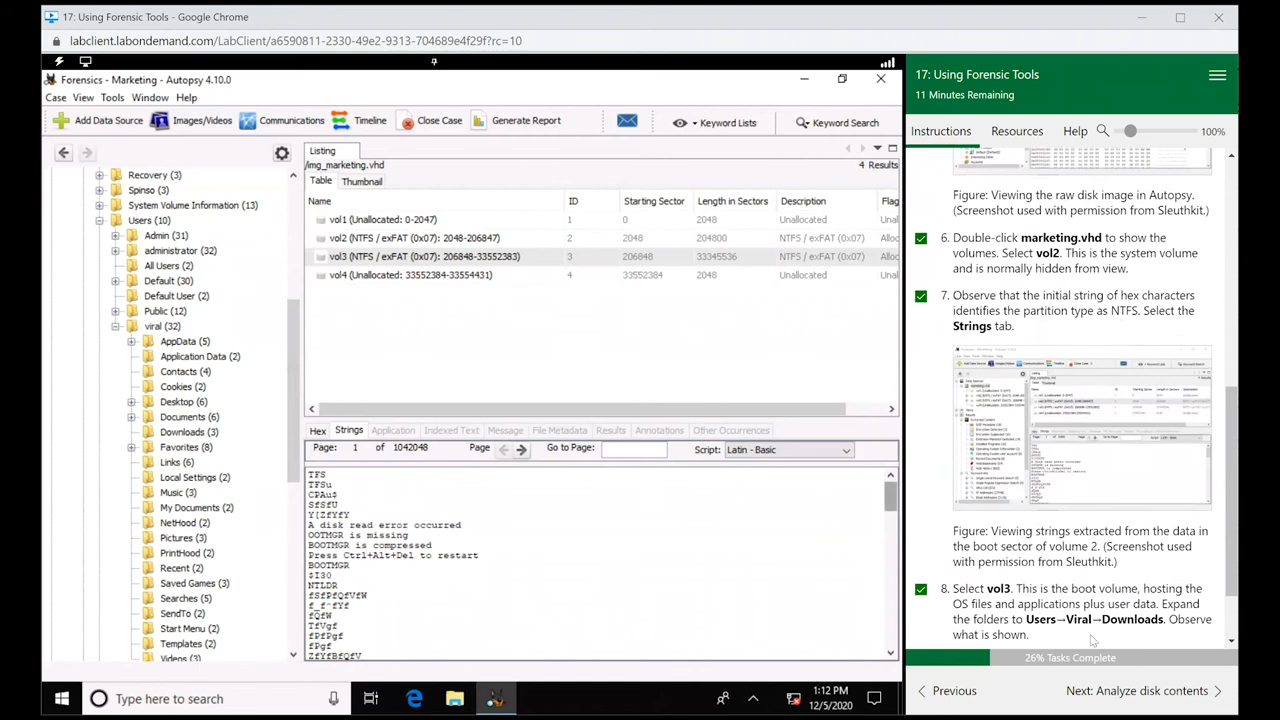 17: Using Forensic Tools - Google Chrome
labclient.labondemand.com/LabClient/a6590811-2330-49e2-9313-704689e4f29f?rc=10
Forensics - Marketing - Autopsy 4.10.0
Case View Tools Window Help
Add Data Source Images/Videos Communications Timeline Close Case Generate Report Keyword Lists Keyword Search
Recovery (3)
Spinso (3)
System Volume Information (13)
Users (10)
Admin (31)
administrator (32)
All Users (2)
Default (30)
Default User (2)
Public (12)
viral (32)
AppData (5)
Application Data (2)
Contacts (4)
Cookies (2)
Desktop (6)
Documents (6)
Downloads (3)
Favorites (8)
Links (6)
Local Settings (2)
Music (3)
My Documents (2)
NetHood (2)
Pictures (3)
PrintHood (2)
Recent (2)
Saved Games (3)
Searches (5)
SendTo (2)
Start Menu (2)
Templates (2)
Videos (3)
Listing
/img_marketing.vhd
4 Results
Table Thumbnail
Name ID Starting Sector Length in Sectors Description Flag
vol1 (Unallocated: 0-2047) 1 0 2048 Unallocated Unal
vol2 (NTFS / exFAT (0x07): 2048-206847) 2 2048 204800 NTFS / exFAT (0x07) Alloc
vol3 (NTFS / exFAT (0x07): 206848-33552383) 3 206848 33345536 NTFS / exFAT (0x07) Alloc
vol4 (Unallocated: 33552384-33554431) 4 33552384 2048 Unallocated Unal
Hex Strings Application Indexed Text Message File Metadata Results Annotations Other Occurrences
Page: 1 of 1042048 Page Go to Page: Script: Latin - Basic
TFSu
CPAu$
SfSfU
A disk read error occurred
OOTMGR is missing
BOOTMGR is compressed
Press Ctrl+Alt+Del to restart
BOOTMGR
$I30
NTLDR
fSfPfQfVfW
f_f^fYf
fQfW
TfVgf
fPfPgf
fPgf
ZfYfBfQfV
Type here to search
1:12 PM
12/5/2020
17: Using Forensic Tools
11 Minutes Remaining
Instructions Resources Help 100%
Figure: Viewing the raw disk image in Autopsy.
(Screenshot used with permission from Sleuthkit.)
6. Double-click marketing.vhd to show the
volumes. Select vol2. This is the system volume
and is normally hidden from view.
7. Observe that the initial string of hex characters
identifies the partition type as NTFS. Select the
Strings tab.
Figure: Viewing strings extracted from the data in
the boot sector of volume 2. (Screenshot used
with permission from Sleuthkit.)
8. Select vol3. This is the boot volume, hosting the
OS files and applications plus user data. Expand
the folders to Users→Viral→Downloads. Observe
what is shown.
26% Tasks Complete
Previous
Next: Analyze disk contents